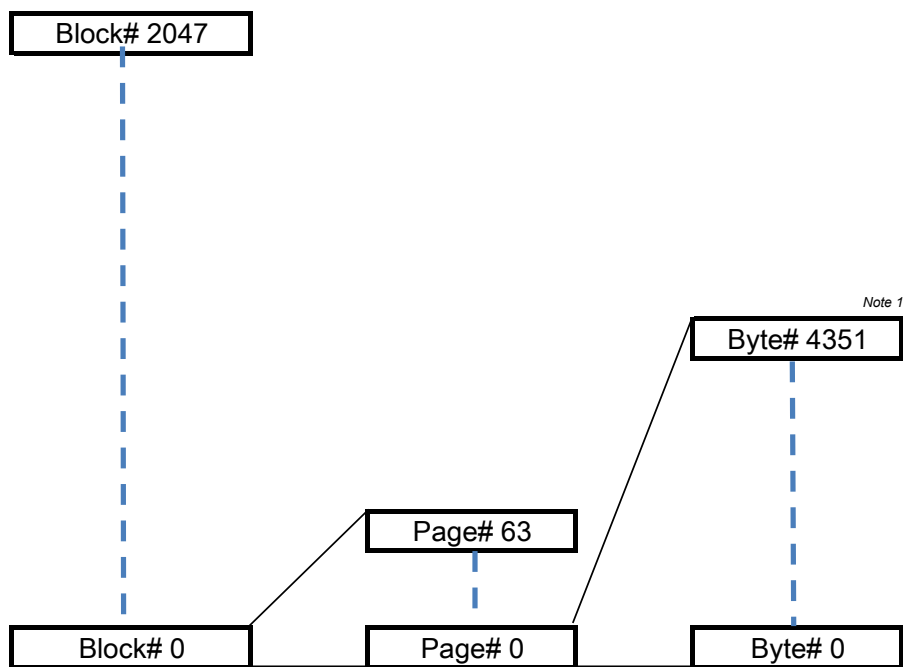 Block# 2047
Note 1
Byte# 4351
Page# 63
Block# 0
Page# 0
Byte# 0